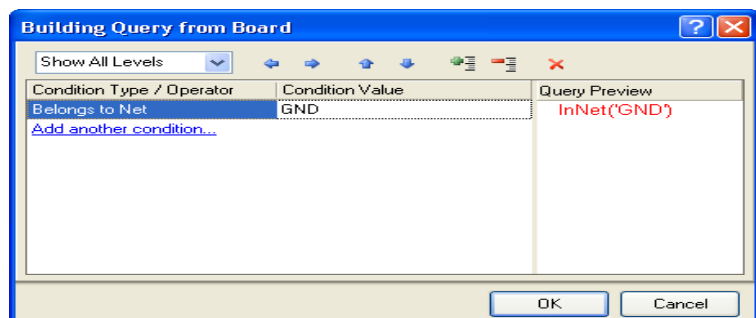 Building Query from Board
Show All Levels
Condition Type / Operator Condition Value Query Preview
Belongs to Net GND InNet('GND')
Add another condition...
OK Cancel